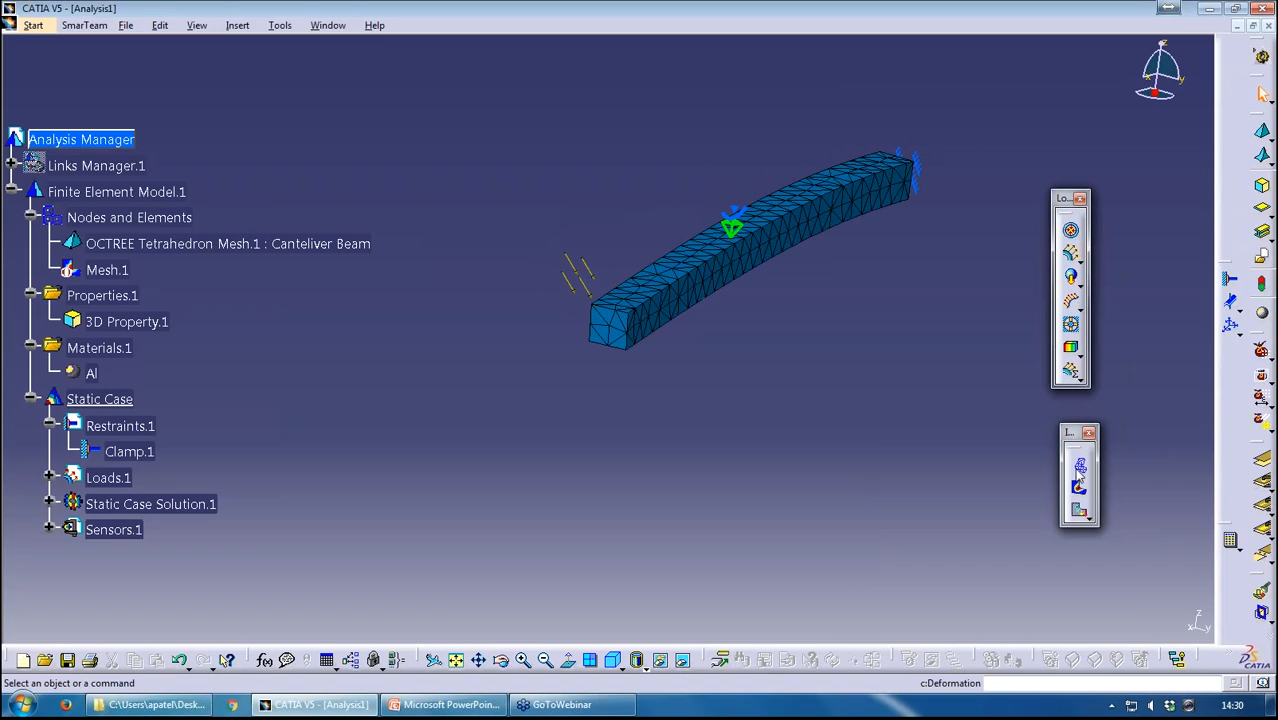 CATIA V5 - [Analysis1]
Start SmarTeam File Edit View Insert Tools Window Help
z
x y
Analysis Manager
Links Manager.1
Finite Element Model.1
Nodes and Elements
OCTREE Tetrahedron Mesh.1 : Canteliver Beam
Mesh.1
Properties.1
3D Property.1
Materials.1
Al
Static Case
Restraints.1
Clamp.1
Loads.1
Static Case Solution.1
Sensors.1
Lo...
I...
z
x y
f(x)
CATIA
Select an object or a command c:Deformation
C:\Users\apatel\Desk... CATIA V5 - [Analysis1] Microsoft PowerPoin... GoToWebinar 14:30